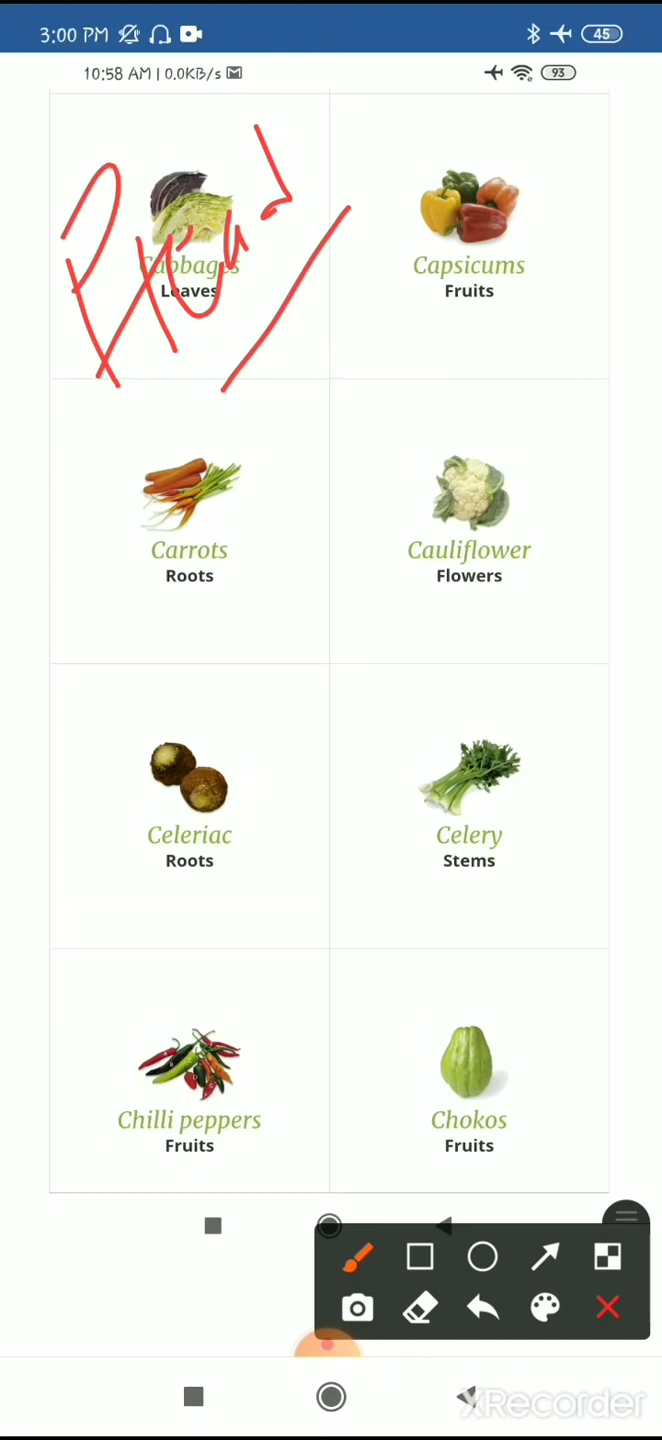 3:00 PM
45
10:58 AM | 0.0KB/s
93
Cabbages
Leaves
Capsicums
Fruits
Carrots
Roots
Cauliflower
Flowers
Celeriac
Roots
Celery
Stems
Chilli peppers
Fruits
Chokos
Fruits
XRecorder